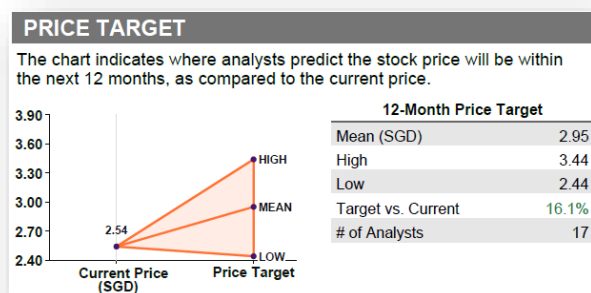 PRICE TARGET
The chart indicates where analysts predict the stock price will be within
the next 12 months, as compared to the current price.
3.90
3.60
3.30
3.00
2.70
2.40
2.54
HIGH
MEAN
LOW
Current Price
(SGD)
Price Target
12-Month Price Target
Mean (SGD) 2.95
High 3.44
Low 2.44
Target vs. Current 16.1%
# of Analysts 17